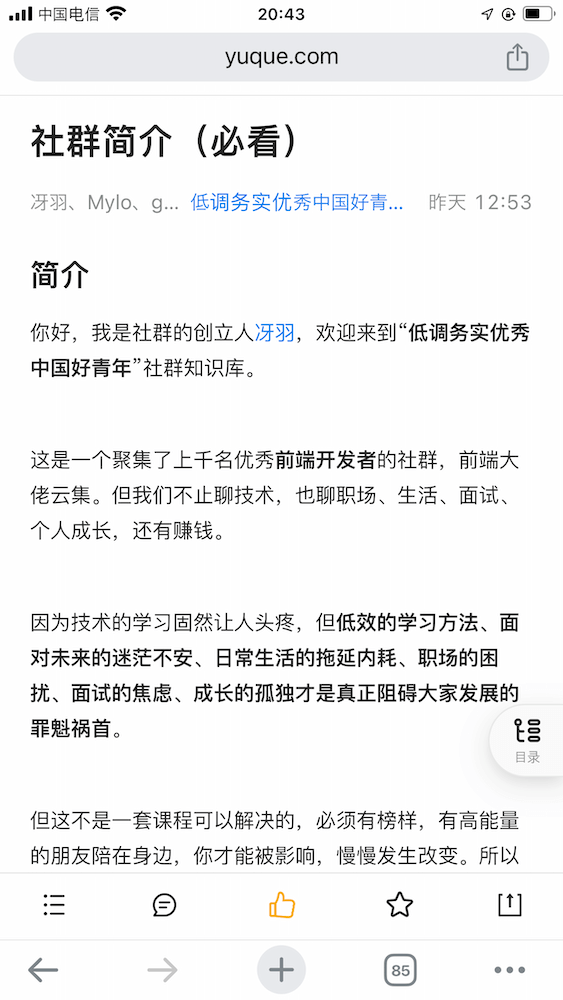 中国电信
20:43
yuque.com
社群简介（必看）
冴羽、Mylo、g... 低调务实优秀中国好青... 昨天 12:53
简介
你好，我是社群的创立人冴羽，欢迎来到“低调务实优秀
中国好青年”社群知识库。
这是一个聚集了上千名优秀前端开发者的社群，前端大
佬云集。但我们不止聊技术，也聊职场、生活、面试、
个人成长，还有赚钱。
因为技术的学习固然让人头疼，但低效的学习方法、面
对未来的迷茫不安、日常生活的拖延内耗、职场的困
扰、面试的焦虑、成长的孤独才是真正阻碍大家发展的
罪魁祸首。
目录
但这不是一套课程可以解决的，必须有榜样，有高能量
的朋友陪在身边，你才能被影响，慢慢发生改变。所以
85